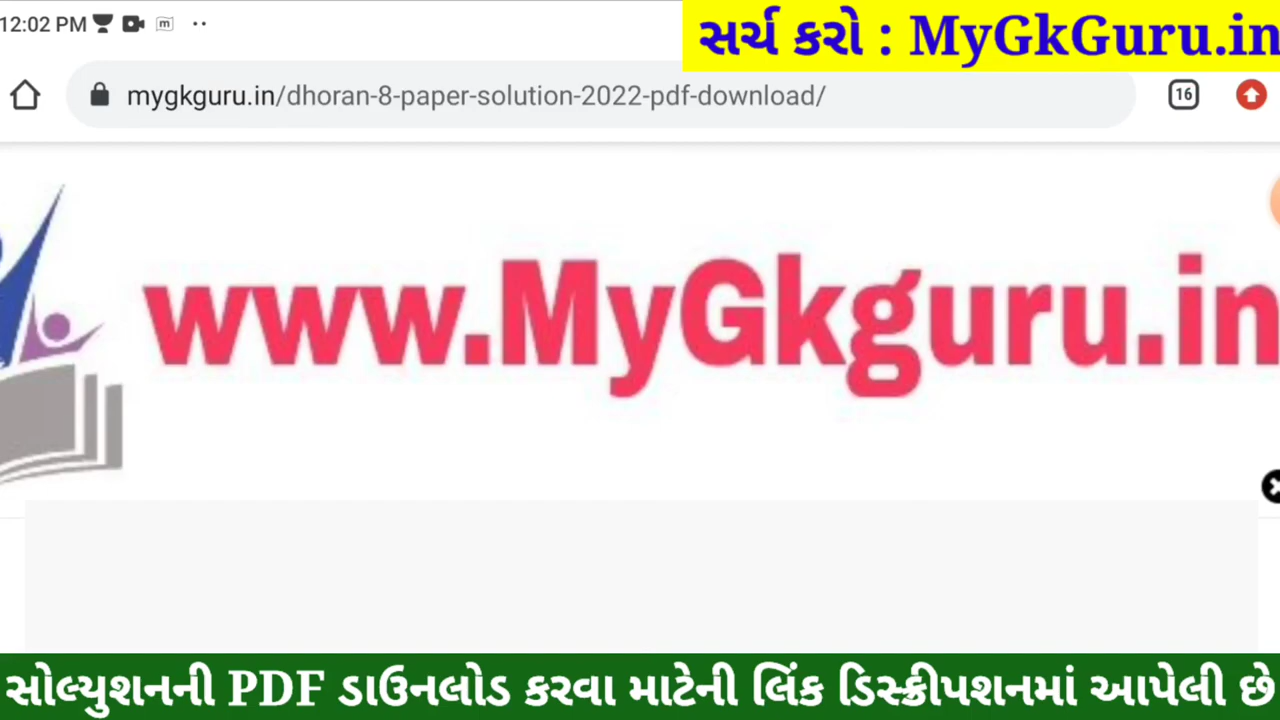 12:02 PM
સર્ચ કરો : MyGkGuru.in
mygkguru.in/dhoran-8-paper-solution-2022-pdf-download/
16
www.MyGkguru.in
સોલ્યુશનની PDF ડાઉનલોડ કરવા માટેની લિંક ડિસ્ક્રીપશનમાં આપેલી છે